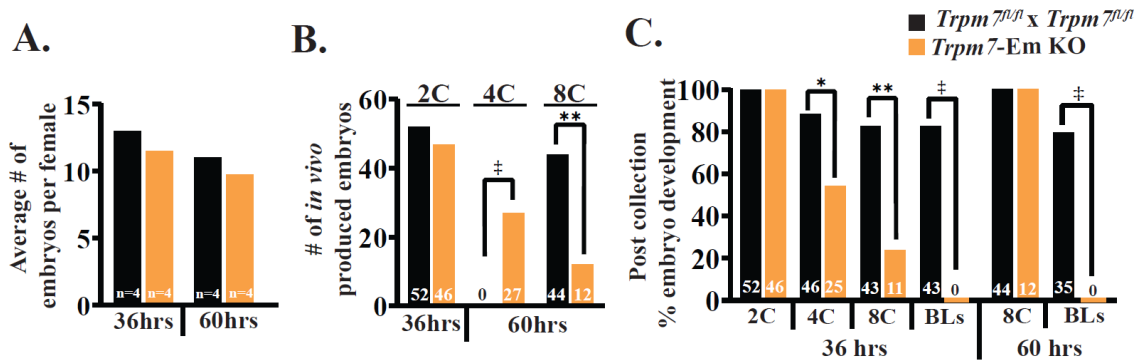 Trpm7fl/fl x Trpm7fl/fl
Trpm7-Em KO
A.
Average # of
embryos per female
15
10
5
0
n=4 n=4 n=4 n=4
36hrs 60hrs
B.
# of in vivo
produced embryos
60
40
20
0
2C 4C 8C
**
‡
52 46 0 27 44 12
36hrs 60hrs
C.
Post collection
% embryo development
100
80
60
40
20
0
* ** ‡ ‡
52 46 46 25 43 11 43 0 44 12 35 0
2C 4C 8C BLs 8C BLs
36 hrs 60 hrs